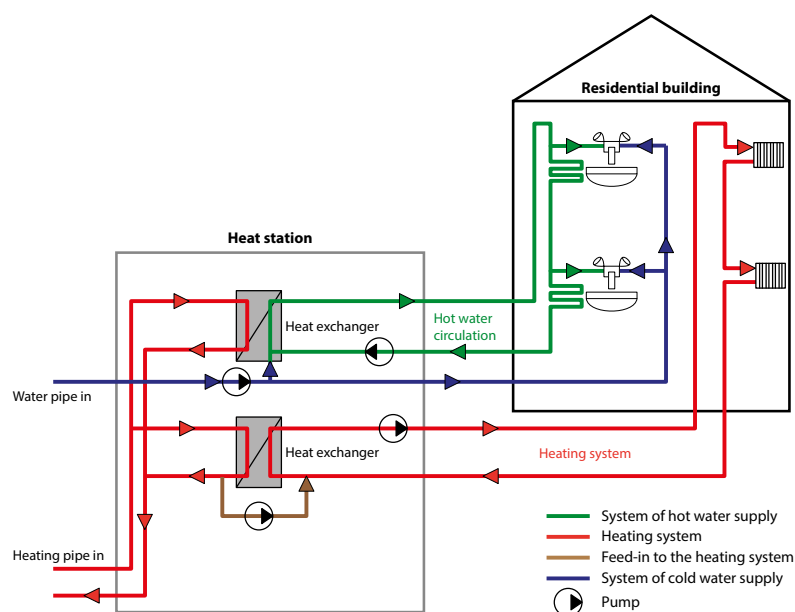 Residential building
Heat station
Heat exchanger
Hot water
circulation
Water pipe in
Heat exchanger
Heating system
Heating pipe in
System of hot water supply
Heating system
Feed-in to the heating system
System of cold water supply
Pump